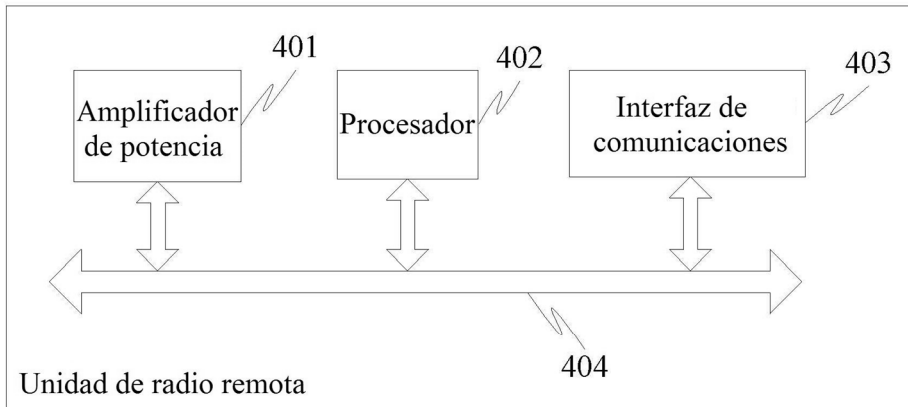 401
402
403
Amplificador
de potencia
Procesador
Interfaz de
comunicaciones
404
Unidad de radio remota